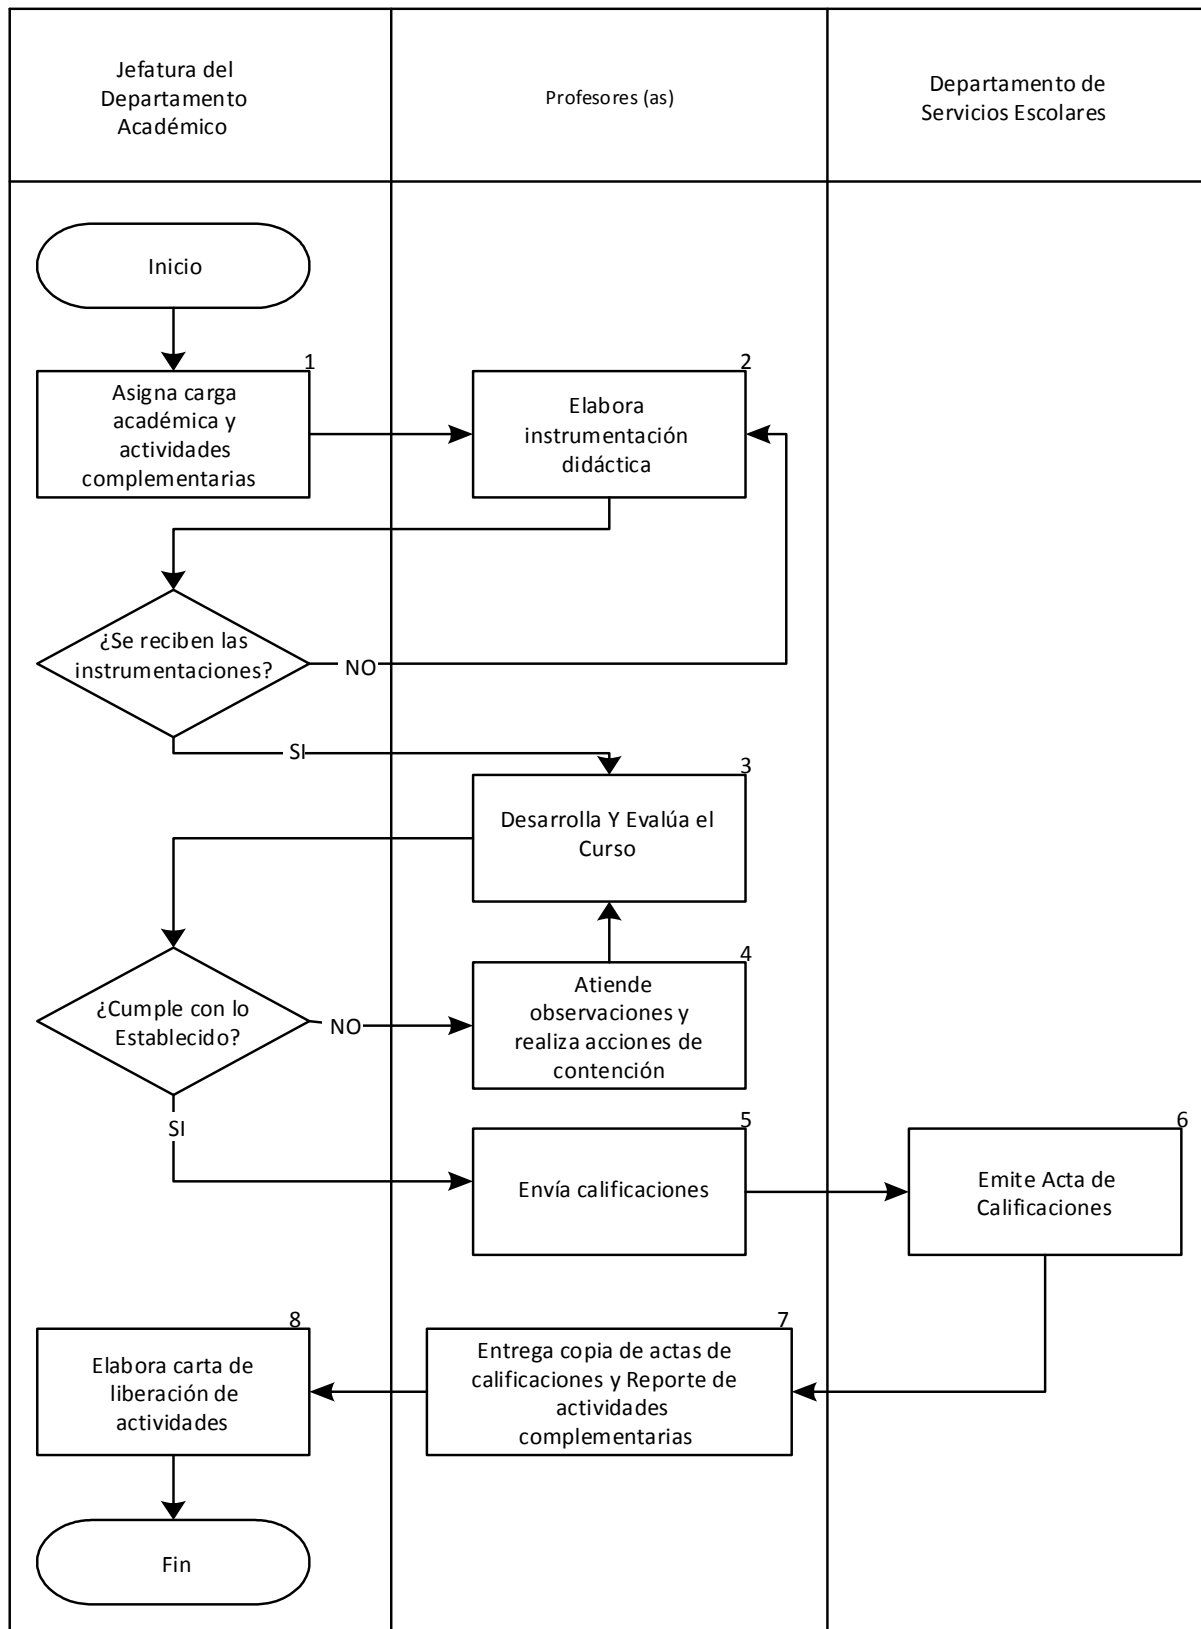 Jefatura del
Departamento
Académico
Profesores (as)
Departamento de
Servicios Escolares
Inicio
1
Asigna carga
académica y
actividades
complementarias
2
Elabora
instrumentación
didáctica
¿Se reciben las
instrumentaciones?
NO
SI
3
Desarrolla Y Evalúa el
Curso
¿Cumple con lo
Establecido?
NO
4
Atiende
observaciones y
realiza acciones de
contención
SI
5
Envía calificaciones
6
Emite Acta de
Calificaciones
7
Entrega copia de actas de
calificaciones y Reporte de
actividades
complementarias
8
Elabora carta de
liberación de
actividades
Fin